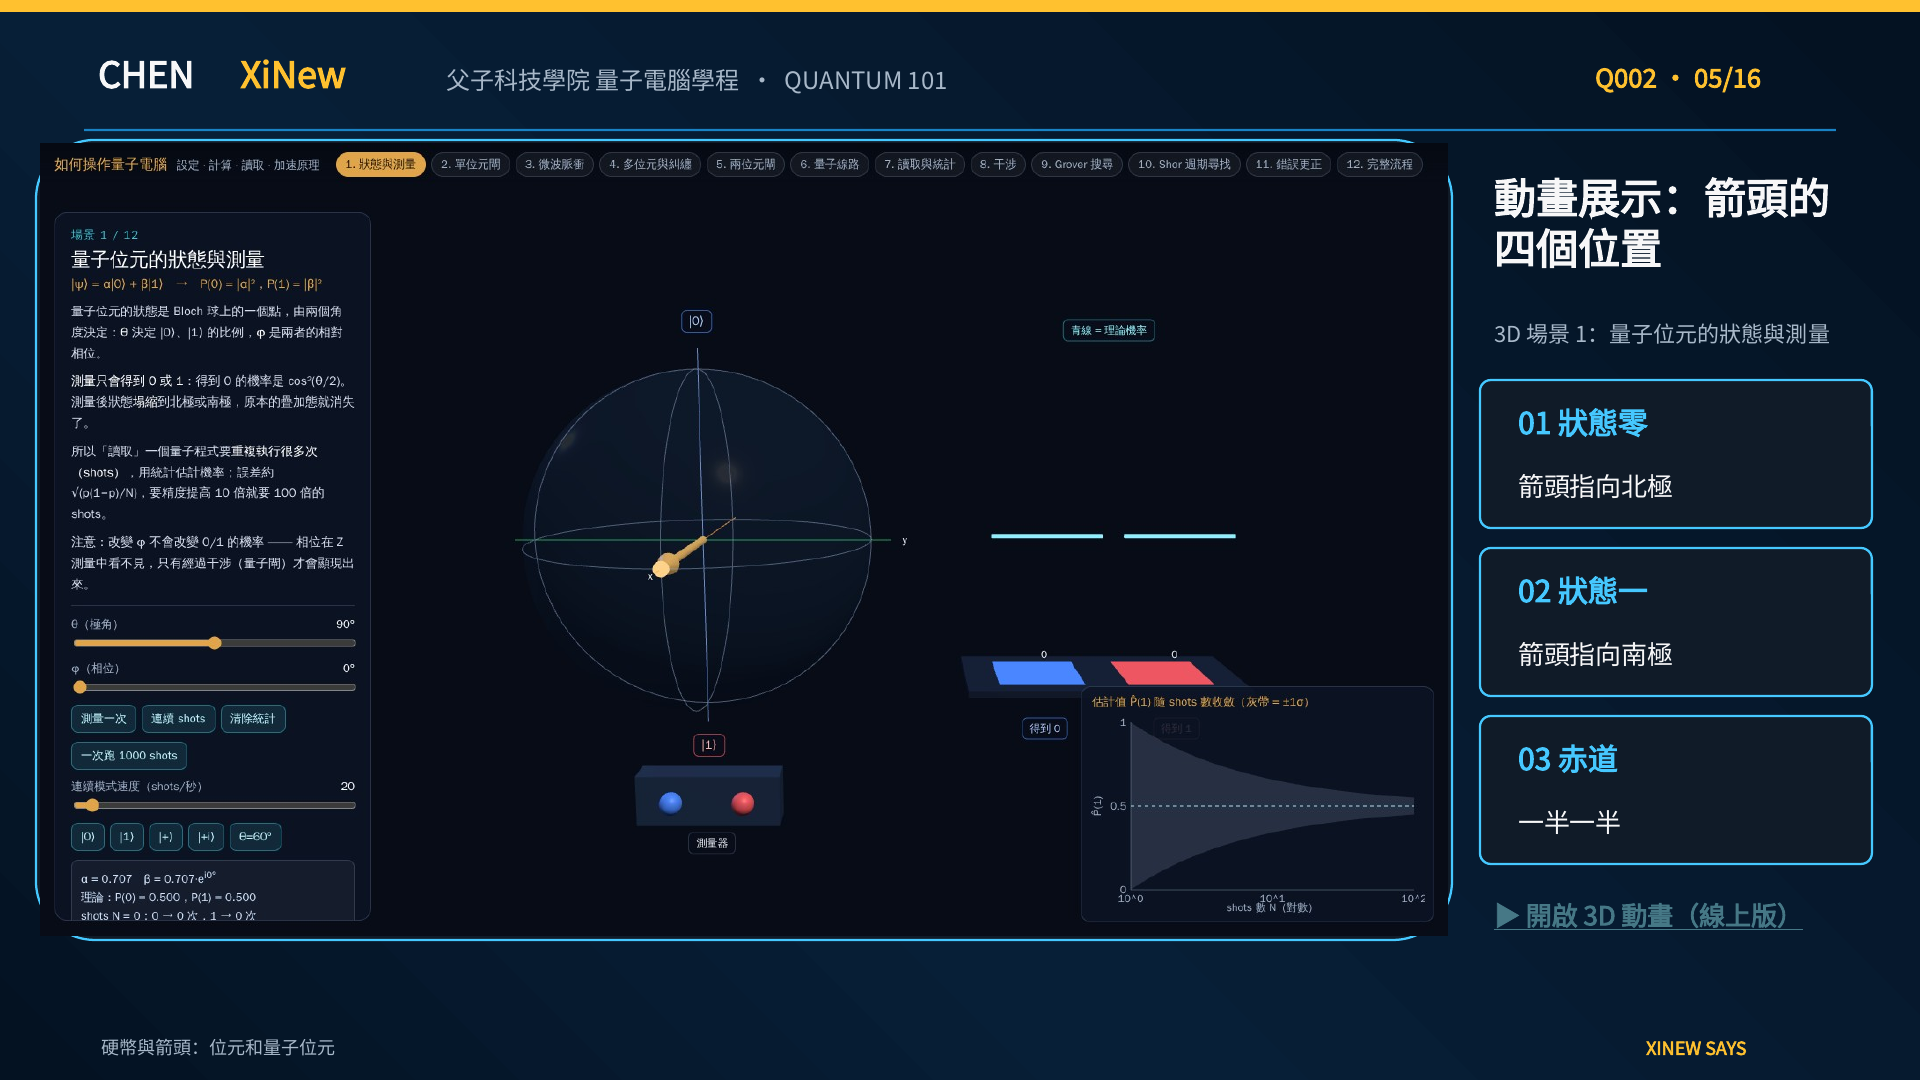 CHEN XiNew 父子科技學院 量子電腦學程 • QUANTUM 101 Q002 • 05/16
如何操作量子電腦 設定 · 計算 · 讀取 · 加速原理 1. 狀態與測量 2. 單位元閘 3. 微波脈衝 4. 多位元與糾纏 5. 兩位元閘 6. 量子線路 7. 讀取與統計 8. 干涉 9. Grover 搜尋 10. Shor 週期尋找 11. 錯誤更正 12. 完整流程
場景 1 / 12
量子位元的狀態與測量
|ψ⟩ = α|0⟩ + β|1⟩ → P(0) = |α|², P(1) = |β|²
量子位元的狀態是 Bloch 球上的一個點，由兩個角
度決定：θ 決定 |0⟩、|1⟩ 的比例，φ 是兩者的相對
相位。
測量只會得到 0 或 1：得到 0 的機率是 cos²(θ/2)。
測量後狀態塌縮到北極或南極，原本的疊加態就消失
了。
所以「讀取」一個量子程式要重複執行很多次
（shots），用統計估計機率；誤差約
√(p(1−p)/N)，要精度提高 10 倍就要 100 倍的
shots。
注意：改變 φ 不會改變 0/1 的機率 —— 相位在 Z
測量中看不見，只有經過干涉（量子閘）才會顯現出
來。
θ（極角） 90°
φ（相位） 0°
測量一次 連續 shots 清除統計
一次跑 1000 shots
連續模式速度（shots/秒） 20
|0⟩ |1⟩ |+⟩ |+i⟩ θ=60°
α = 0.707 β = 0.707·e^i0°
理論：P(0) = 0.500，P(1) = 0.500
shots N = 0：0 → 0 次，1 → 0 次
|0⟩
y
x
|1⟩
測量器
青線 = 理論機率
0 0
得到 0 得到 1
估計值 P̂(1) 隨 shots 數收斂（灰帶 = ±1σ）
1
0.5
0
P̂(1)
10^0 10^1 10^2
shots 數 N（對數）
動畫展示：箭頭的
四個位置
3D 場景 1：量子位元的狀態與測量
01 狀態零
箭頭指向北極
02 狀態一
箭頭指向南極
03 赤道
一半一半
▶ 開啟 3D 動畫（線上版）
硬幣與箭頭：位元和量子位元
XINEW SAYS